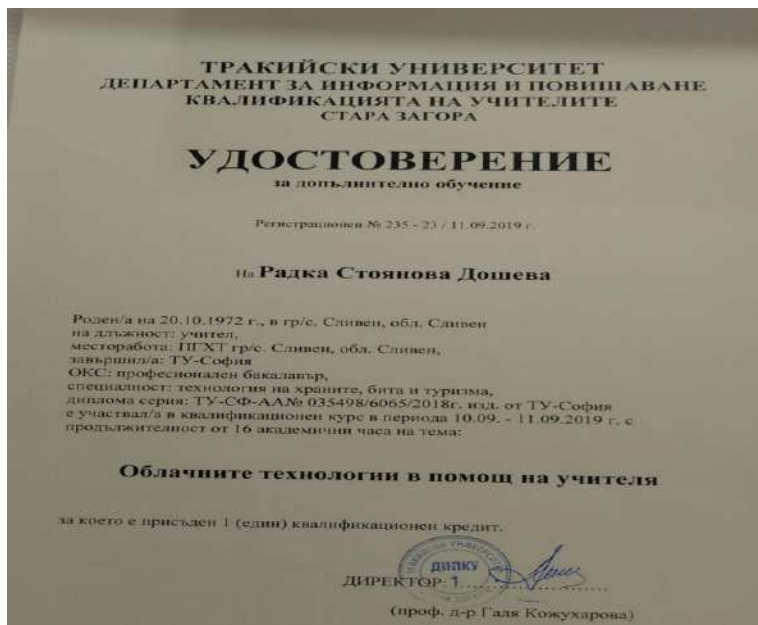 ТРАКИЙСКИ УНИВЕРСИТЕТ
ДЕПАРТАМЕНТ ЗА ИНФОРМАЦИЯ И ПОВИШАВАНЕ
КВАЛИФИКАЦИЯТА НА УЧИТЕЛИТЕ
СТАРА ЗАГОРА
УДОСТОВЕРЕНИЕ
за допълнително обучение
Регистрационен № 235 - 23 / 11.09.2019 г.
На Радка Стоянова Дошева
Роден/а на 20.10.1972 г., в гр/с. Сливен, обл. Сливен
на длъжност: учител,
месторабота: ПГХТ гр/с. Сливен, обл. Сливен,
завършил/а: ТУ-София
ОКС: професионален бакалавър,
специалност: технология на храните, бита и туризма,
диплома серия: ТУ-СФ-АА№ 035498/6065/2018г. изд. от ТУ-София
е участвал/а в квалификационен курс в периода 10.09. - 11.09.2019 г. с
продължителност от 16 академични часа на тема:
Облачните технологии в помощ на учителя
за което е присъден 1 (един) квалификационен кредит.
ДИПКУ
ДИРЕКТОР: 1
(проф. д-р Галя Кожухарова)